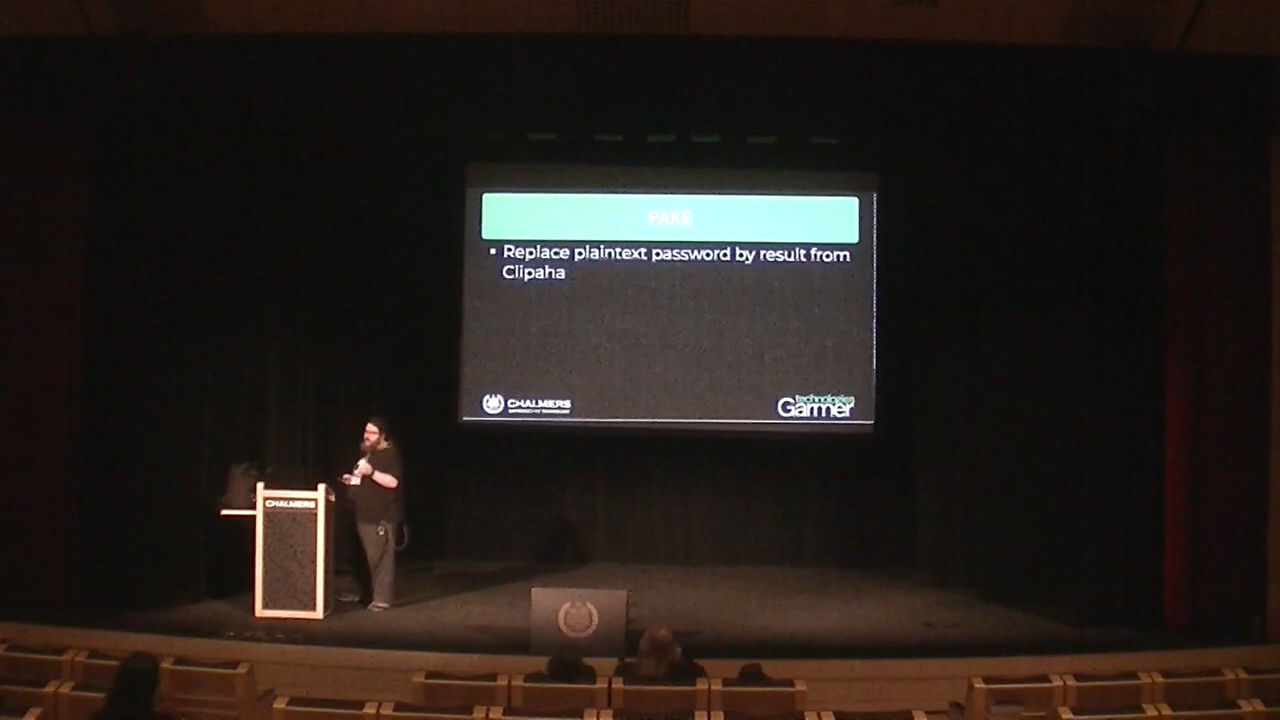 PAKE
▪ Replace plaintext password by result from
Clipaha
CHALMERS
technologies
Garmer
CHALMERS